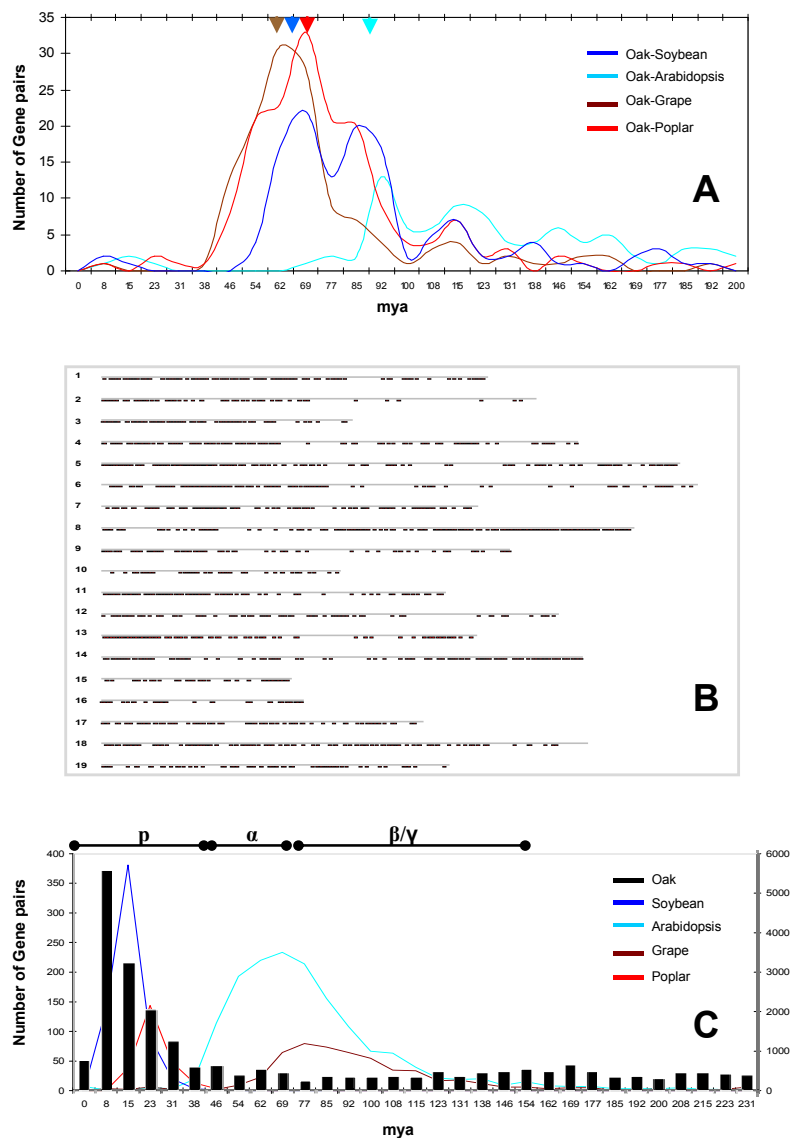 A
Number of Gene pairs
35
30
25
20
15
10
5
0
Oak-Soybean
Oak-Arabidopsis
Oak-Grape
Oak-Poplar
0 8 15 23 31 38 46 54 62 69 77 85 92 100 108 115 123 131 138 146 154 162 169 177 185 192 200
mya
B
1
2
3
4
5
6
7
8
9
10
11
12
13
14
15
16
17
18
19
p α β/γ
C
Number of Gene pairs
400
350
300
250
200
150
100
50
0
6000
5000
4000
3000
2000
1000
0
Oak
Soybean
Arabidopsis
Grape
Poplar
0 8 15 23 31 38 46 54 62 69 77 85 92 100 108 115 123 131 138 146 154 162 169 177 185 192 200 208 215 223 231
mya